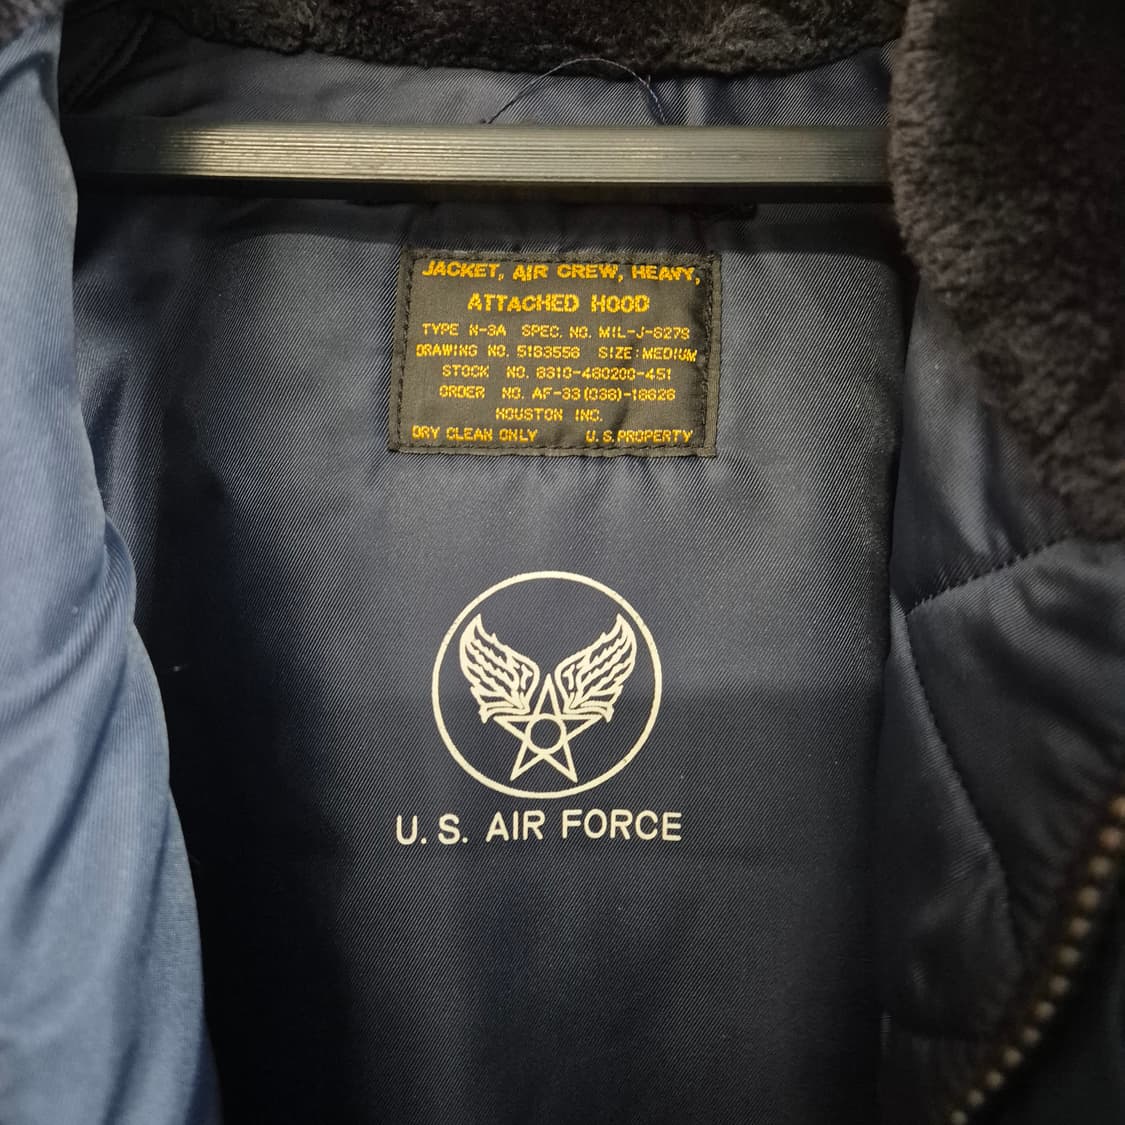 JACKET, AIR CREW, HEAVY,
ATTACHED HOOD
TYPE N-3A SPEC. NO. MIL-J-6279
DRAWING NO. 5183556 SIZE:MEDIUM
STOCK NO. 8310-480200-451
ORDER NO. AF-33(038)-18626
HOUSTON INC.
DRY CLEAN ONLY U.S.PROPERTY
U.S. AIR FORCE